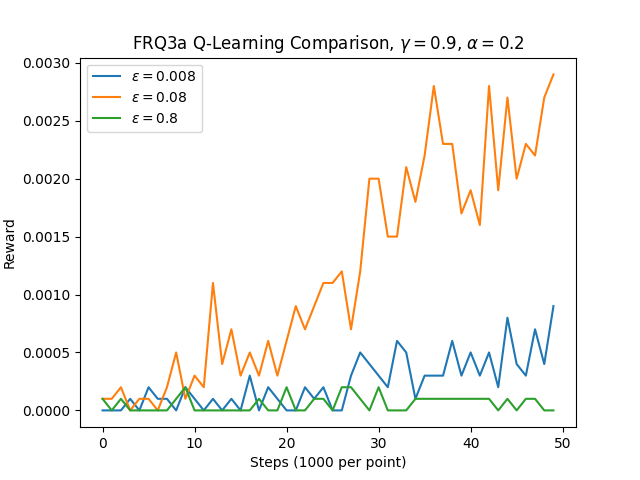 FRQ3a Q-Learning Comparison, γ = 0.9, α = 0.2
ε = 0.008
ε = 0.08
ε = 0.8
Reward
0.0030
0.0025
0.0020
0.0015
0.0010
0.0005
0.0000
0 10 20 30 40 50
Steps (1000 per point)